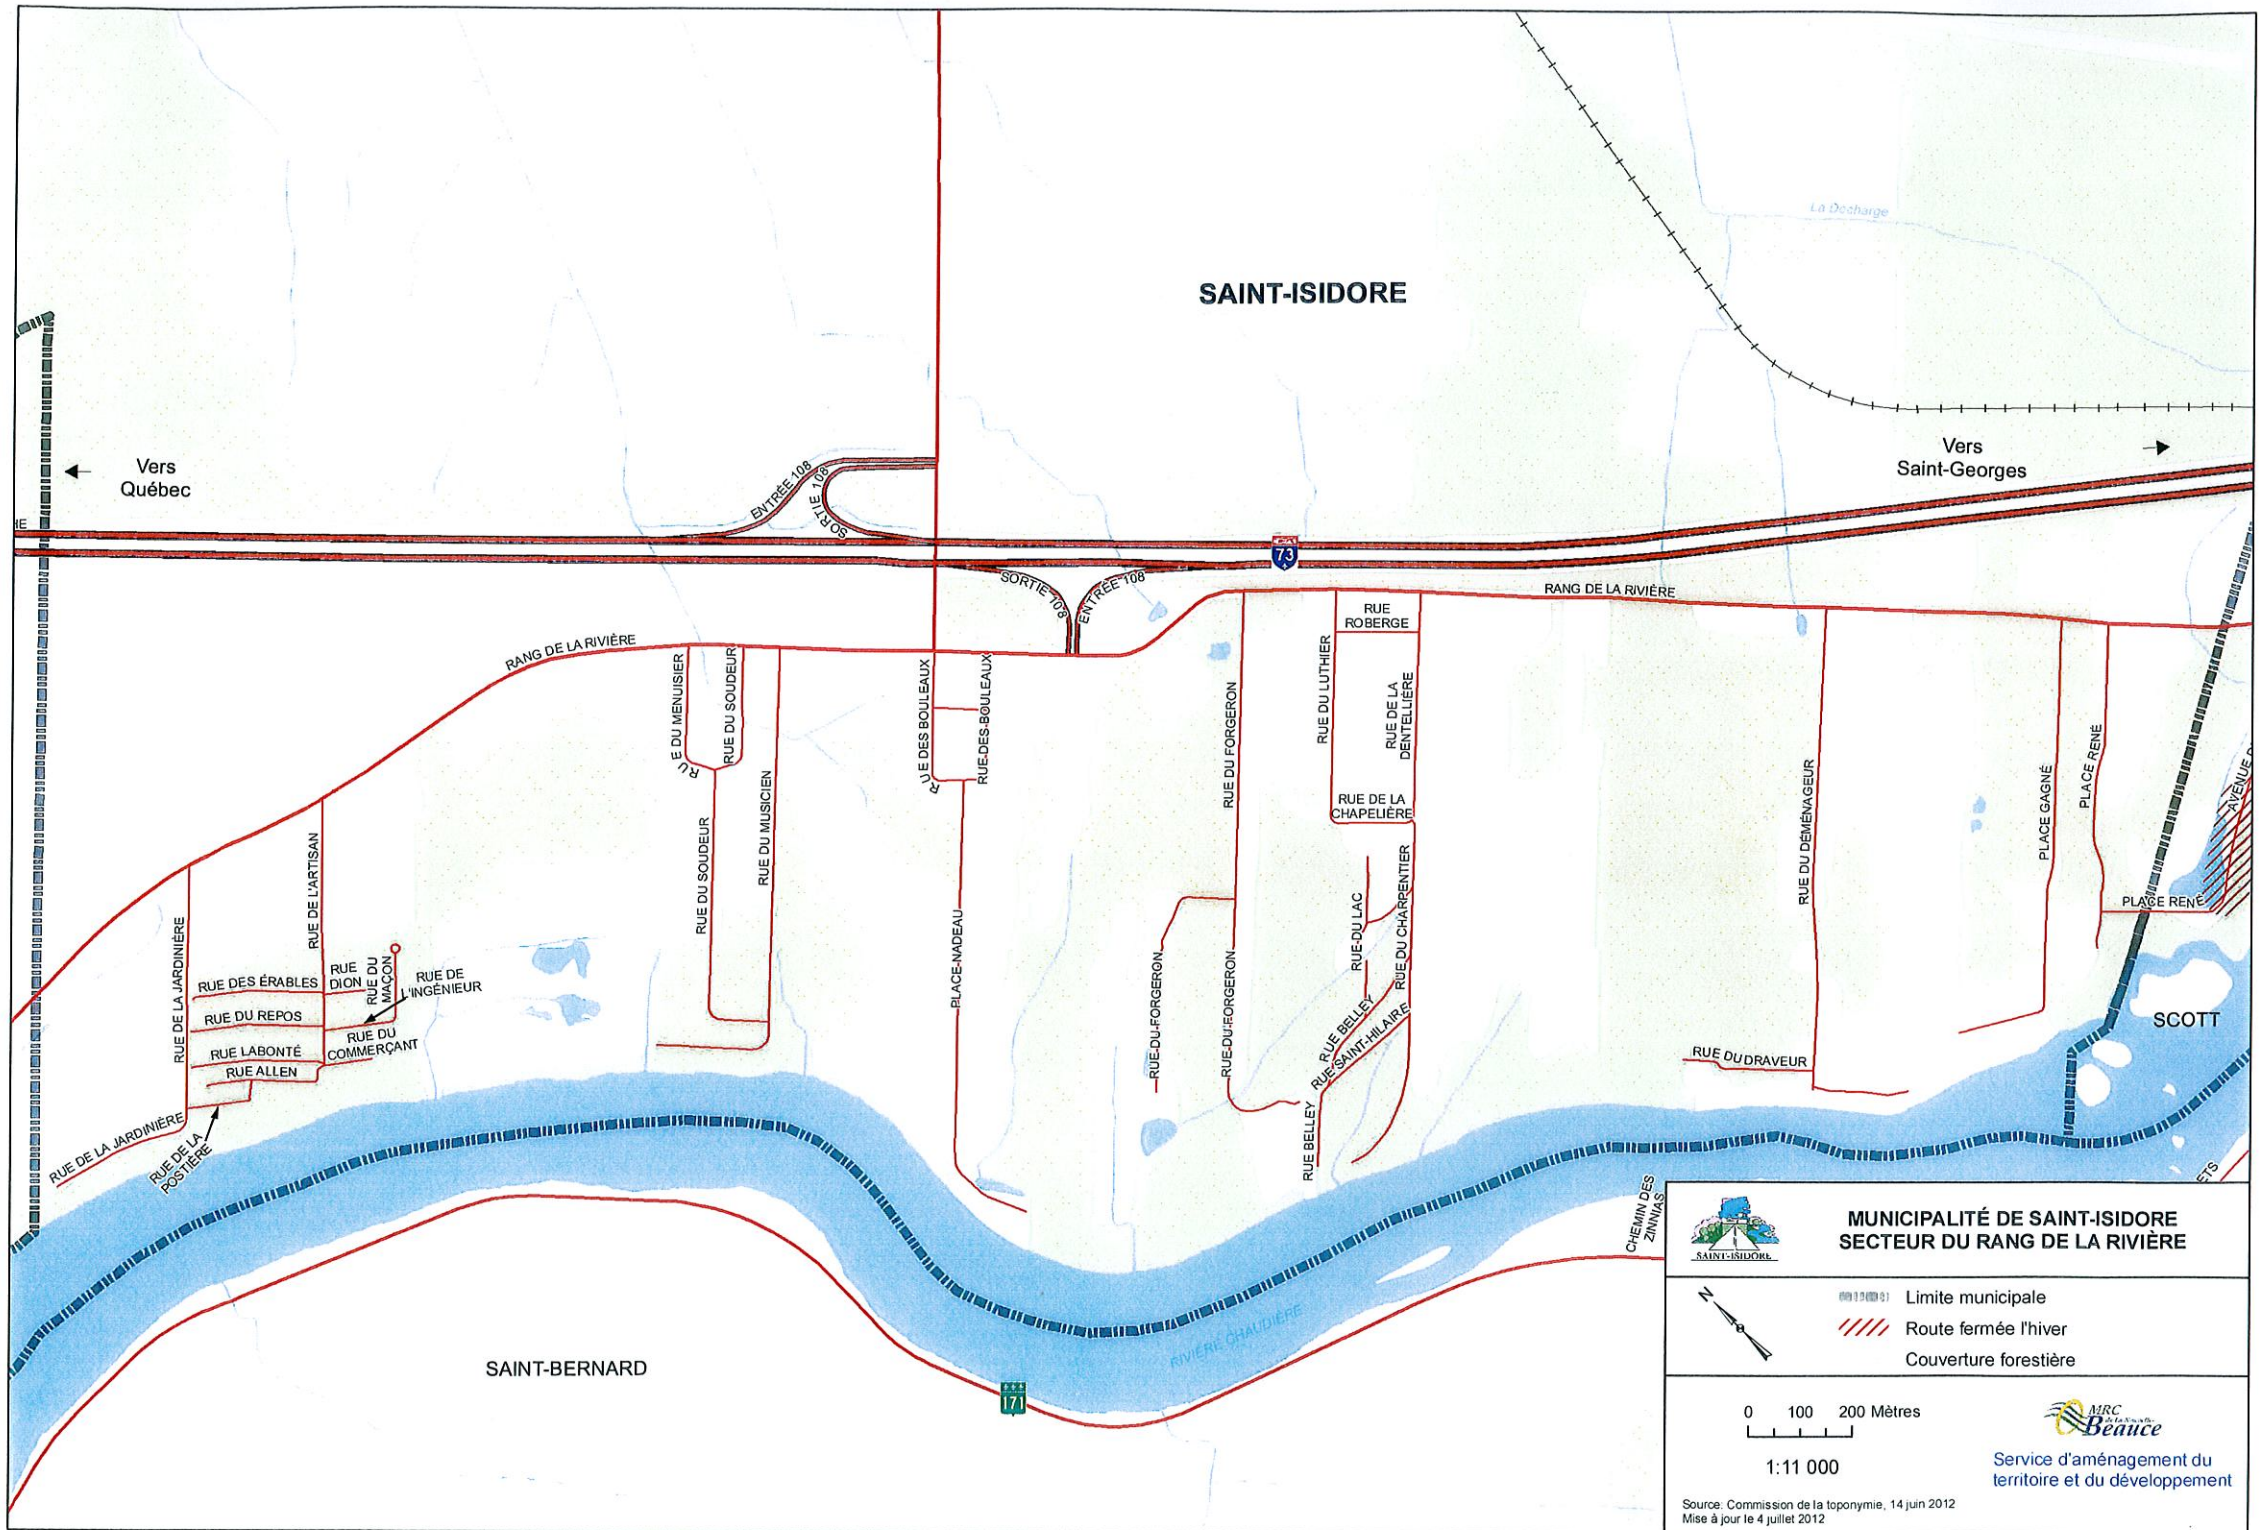 SAINT-ISIDORE
La Décharge
Vers
Québec
Vers
Saint-Georges
HE
ENTRÉE 108
SORTIE 108
73
SORTIE 108
ENTRÉE 108
RANG DE LA RIVIÈRE
RANG DE LA RIVIÈRE
RUE
ROBERGE
RUE DU MENUISIER
RUE DU SOUDEUR
RUE DES BOULEAUX
RUE-DES-BOULEAUX
RUE DU FORGERON
RUE DU LUTHIER
RUE DE LA
DENTELLIÈRE
RUE DE LA
CHAPELIÈRE
RUE DU SOUDEUR
RUE DU MUSICIEN
PLACE-NADEAU
RUE-DU-FORGERON
RUE-DU-FORGERON
RUE-DU LAC
RUE DU CHARPENTIER
RUE BELLEY
RUE SAINT-HILAIRE
RUE BELLEY
RUE DU DÉMÉNAGEUR
RUE DU DRAVEUR
PLACE GAGNÉ
PLACE RENÉ
PLACE RENÉ
AVENUE D
SCOTT
RUE DE LA JARDINIÈRE
RUE DE L'ARTISAN
RUE DES ÉRABLES
RUE
DION
RUE DU
MAÇON
RUE DE
L'INGÉNIEUR
RUE DU REPOS
RUE DU
COMMERÇANT
RUE LABONTÉ
RUE ALLEN
RUE DE LA JARDINIÈRE
RUE DE LA
POSTIÈRE
SAINT-BERNARD
RIVIÈRE CHAUDIÈRE
171
CHEMIN DES
ZINNIAS
ETS
SAINT-ISIDORE
MUNICIPALITÉ DE SAINT-ISIDORE
SECTEUR DU RANG DE LA RIVIÈRE
N
Limite municipale
Route fermée l'hiver
Couverture forestière
0 100 200 Mètres
1:11 000
MRC
de La Nouvelle-
Beauce
Service d'aménagement du
territoire et du développement
Source: Commission de la toponymie, 14 juin 2012
Mise à jour le 4 juillet 2012